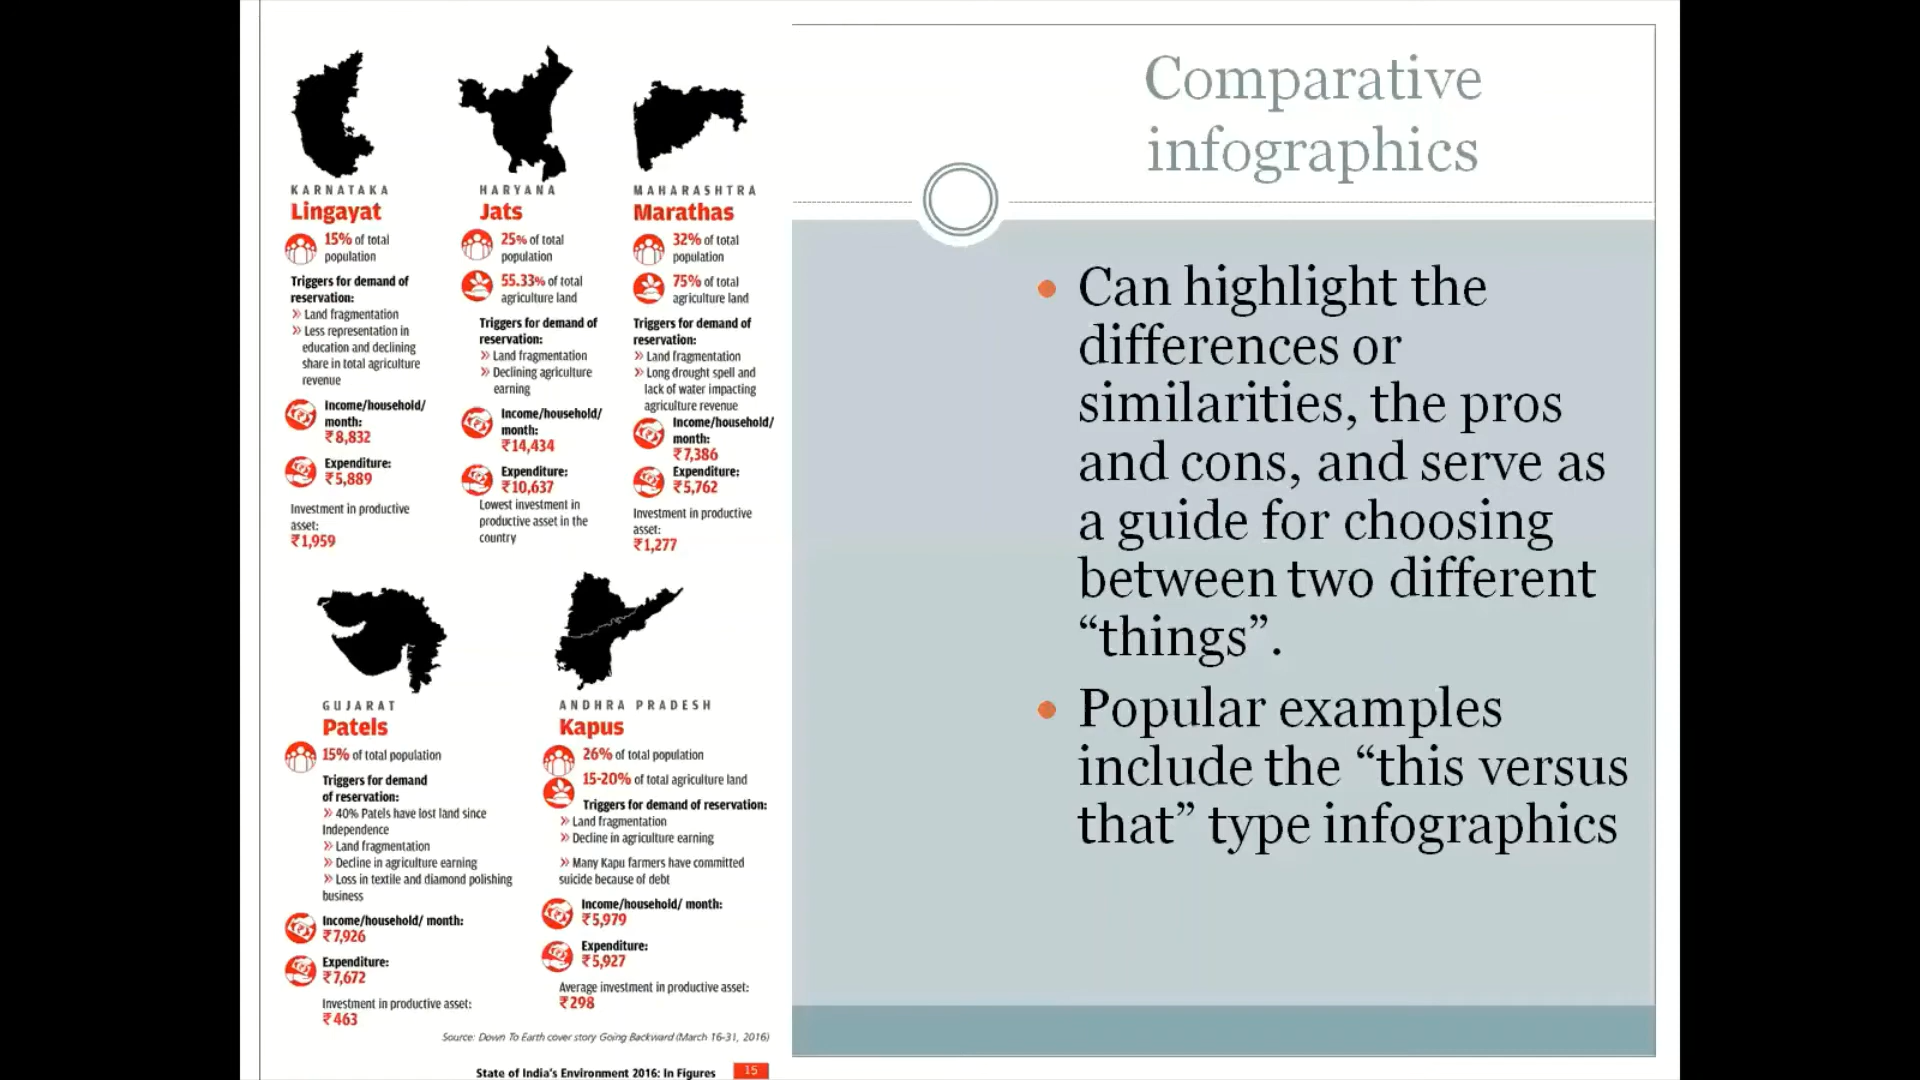 KARNATAKA
Lingayat
15% of total
population
Triggers for demand of
reservation:
» Land fragmentation
» Less representation in
education and declining
share in total agriculture
revenue
Income/household/
month:
₹8,832
Expenditure:
₹5,889
Investment in productive
asset:
₹1,959
HARYANA
Jats
25% of total
population
55.33% of total
agriculture land
Triggers for demand of
reservation:
» Land fragmentation
» Declining agriculture
earning
Income/household/
month:
₹14,434
Expenditure:
₹10,637
Lowest investment in
productive asset in the
country
MAHARASHTRA
Marathas
32% of total
population
75% of total
agriculture land
Triggers for demand of
reservation:
» Land fragmentation
» Long drought spell and
lack of water impacting
agriculture revenue
Income/household/
month:
₹7,386
Expenditure:
₹5,762
Investment in productive
asset:
₹1,277
GUJARAT
Patels
15% of total population
Triggers for demand
of reservation:
» 40% Patels have lost land since
Independence
» Land fragmentation
» Decline in agriculture earning
» Loss in textile and diamond polishing
business
Income/household/ month:
₹7,926
Expenditure:
₹7,672
Investment in productive asset:
₹463
ANDHRA PRADESH
Kapus
26% of total population
15-20% of total agriculture land
Triggers for demand of reservation:
» Land fragmentation
» Decline in agriculture earning
» Many Kapu farmers have committed
suicide because of debt
Income/household/ month:
₹5,979
Expenditure:
₹5,927
Average investment in productive asset:
₹298
Source: Down To Earth cover story Going Backward (March 16-31, 2016)
State of India's Environment 2016: In Figures 15
Comparative
infographics
• Can highlight the
differences or
similarities, the pros
and cons, and serve as
a guide for choosing
between two different
“things”.
• Popular examples
include the “this versus
that” type infographics